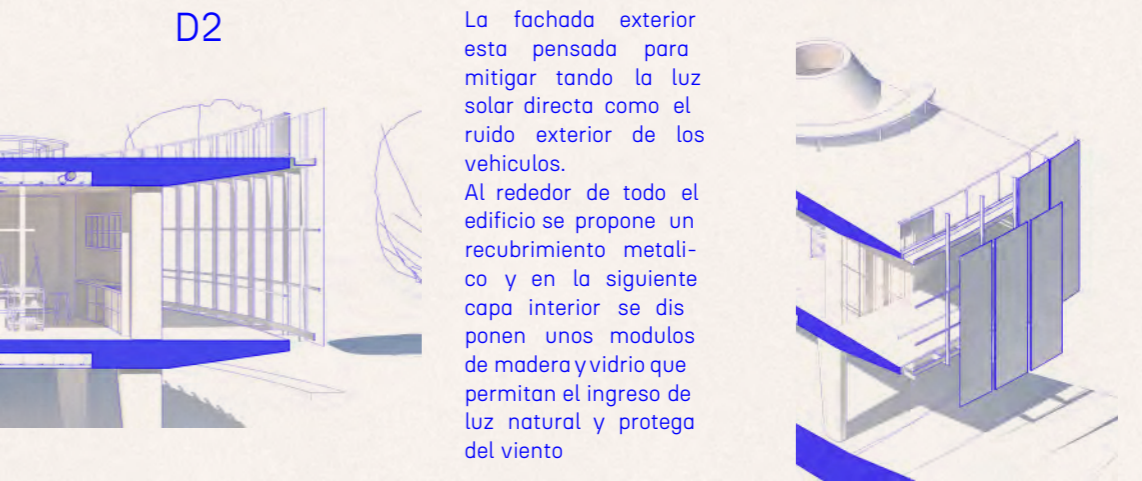 D2
La fachada exterior
esta pensada para
mitigar tando la luz
solar directa como el
ruido exterior de los
vehiculos.
Al rededor de todo el
edificio se propone un
recubrimiento metali-
co y en la siguiente
capa interior se dis
ponen unos modulos
de madera y vidrio que
permitan el ingreso de
luz natural y protega
del viento